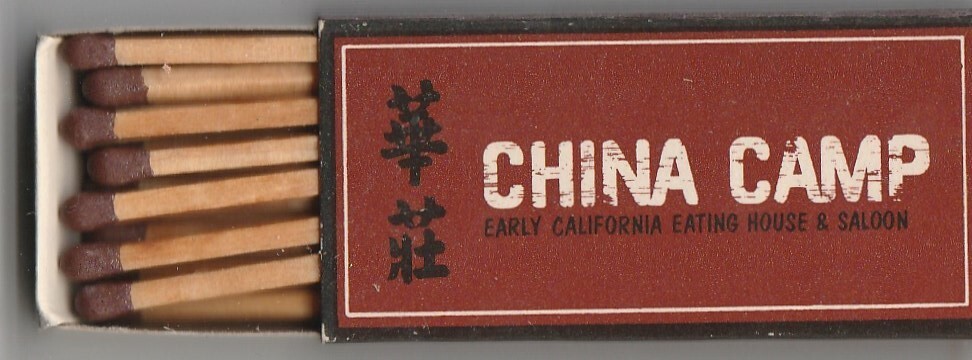 華莊
CHINA CAMP
EARLY CALIFORNIA EATING HOUSE & SALOON